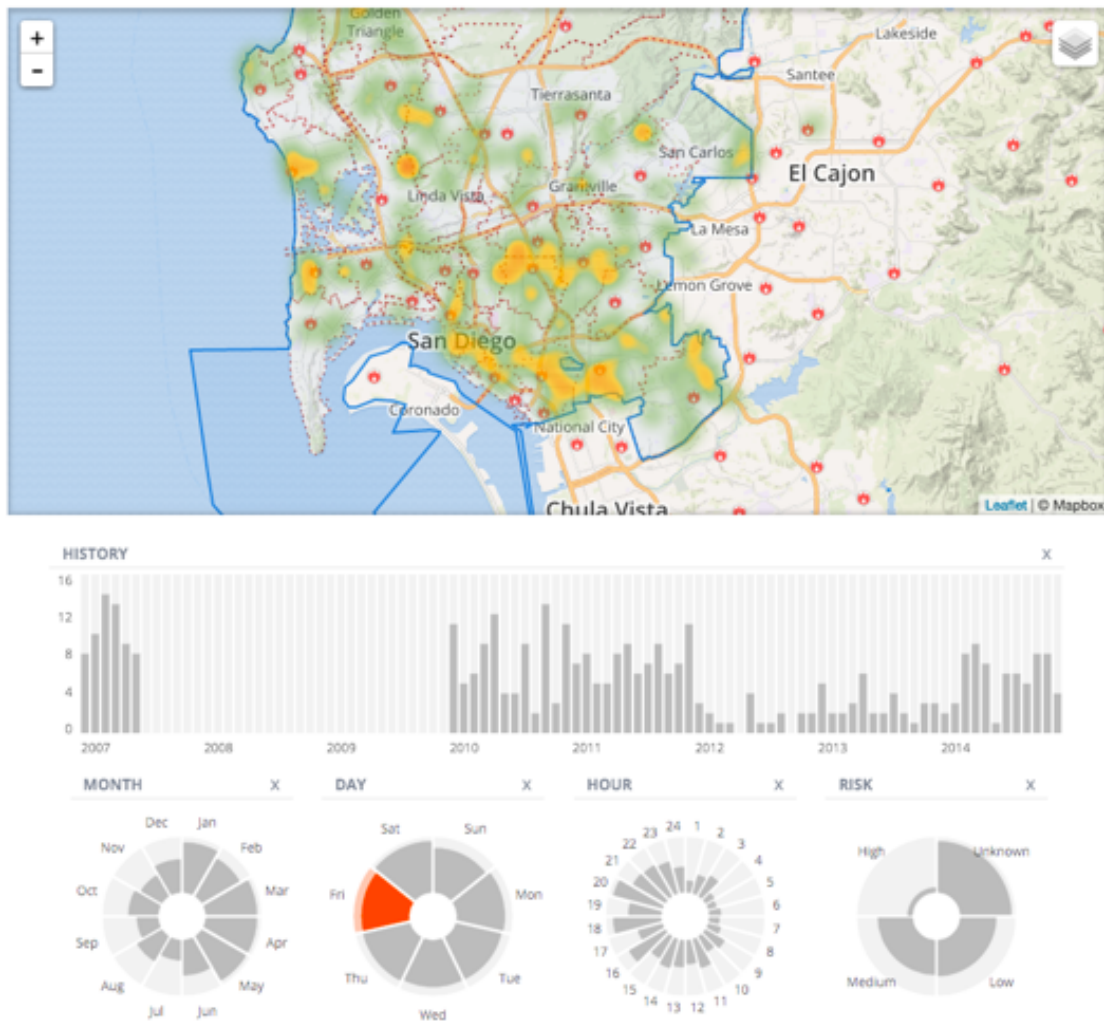 Golden
Triangle
Lakeside
Santee
Tierrasanta
San Carlos
El Cajon
Linda Vista
Grantville
La Mesa
Lemon Grove
San Diego
Coronado
National City
Chula Vista
Leaflet | © Mapbox
+
-
HISTORY x
16
12
8
4
0
2007 2008 2009 2010 2011 2012 2013 2014
MONTH x
Dec Jan
Nov Feb
Oct Mar
Sep Apr
Aug May
Jul Jun
DAY x
Sat Sun
Fri Mon
Thu Tue
Wed
HOUR x
24 1
23 2
22 3
21 4
20 5
19 6
18 7
17 8
16 9
15 10
14 11
13 12
RISK x
High Unknown
Medium Low